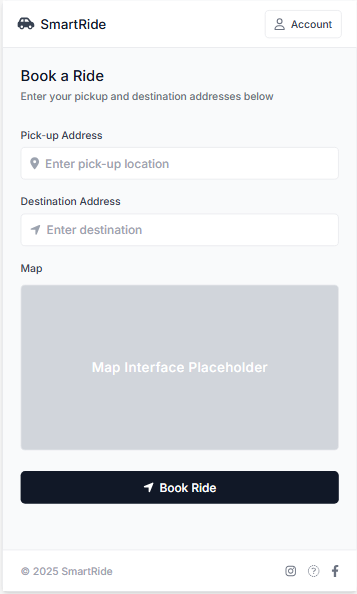 SmartRide
Account
Book a Ride
Enter your pickup and destination addresses below
Pick-up Address
Enter pick-up location
Destination Address
Enter destination
Map
Map Interface Placeholder
Book Ride
© 2025 SmartRide